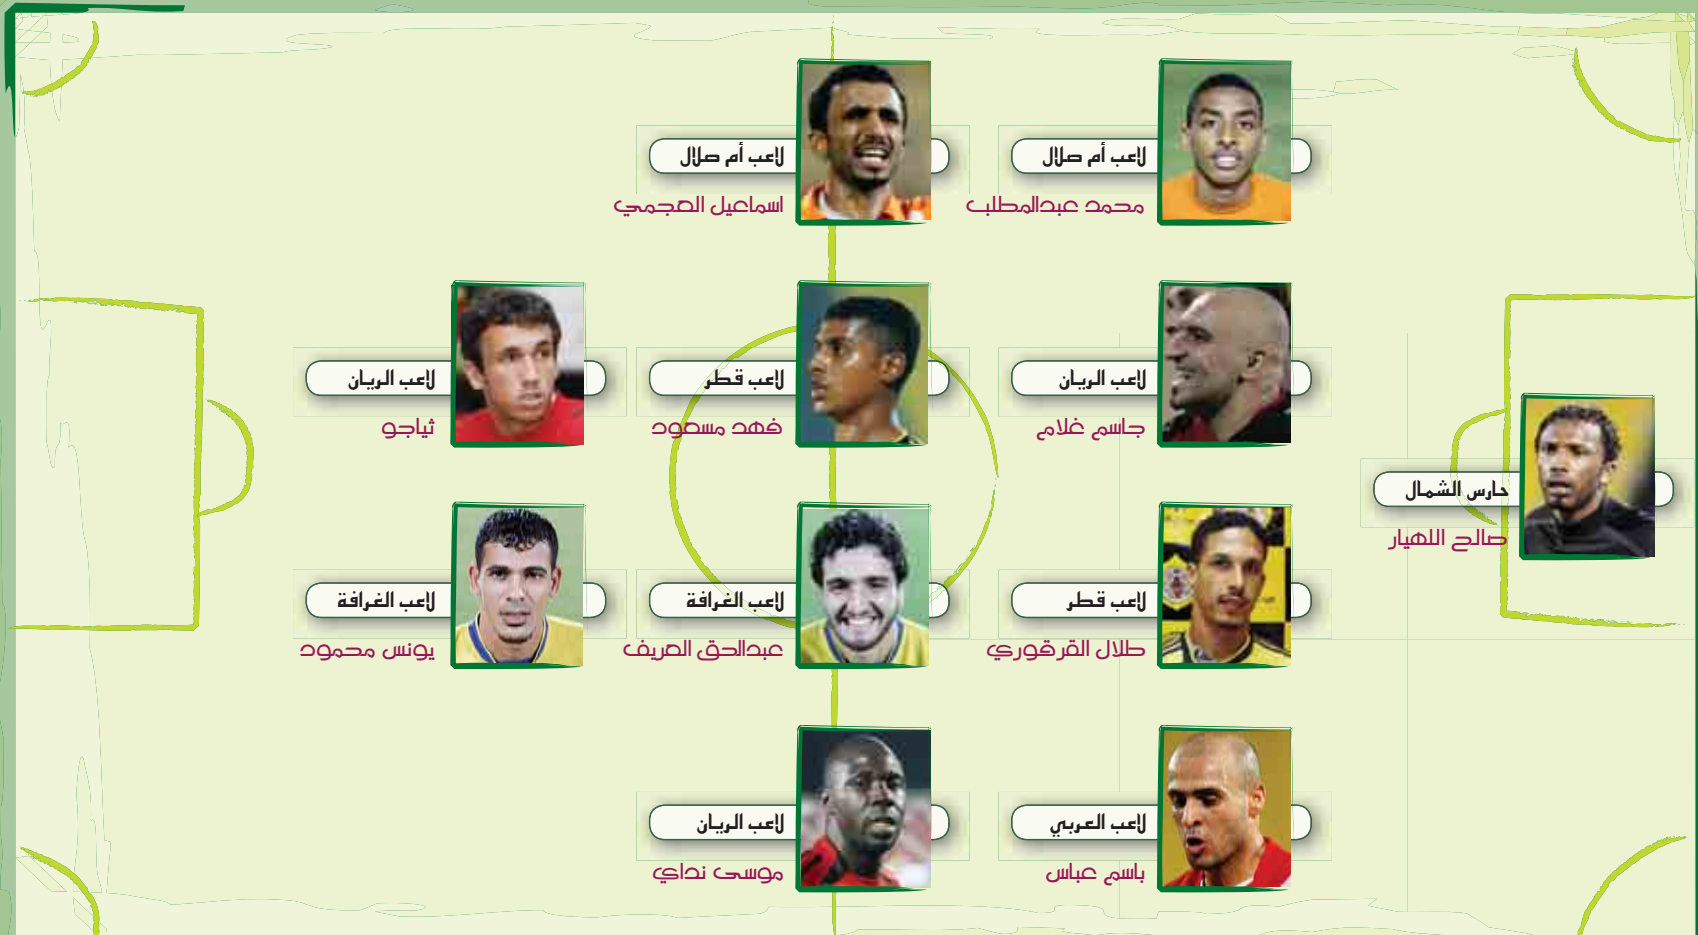 لاعب أم صلال
محمد عبدالمطلب
لاعب أم صلال
اسماعيل العجمي
لاعب الريان
جاسم غلام
لاعب قطر
فهد مسعود
لاعب الريان
ثياجو
حارس الشمال
صالح اللهيار
لاعب قطر
طلال القرقوري
لاعب الغرافة
عبدالحق العريف
لاعب الغرافة
يونس محمود
لاعب العربي
باسم عباس
لاعب الريان
موسى نداي